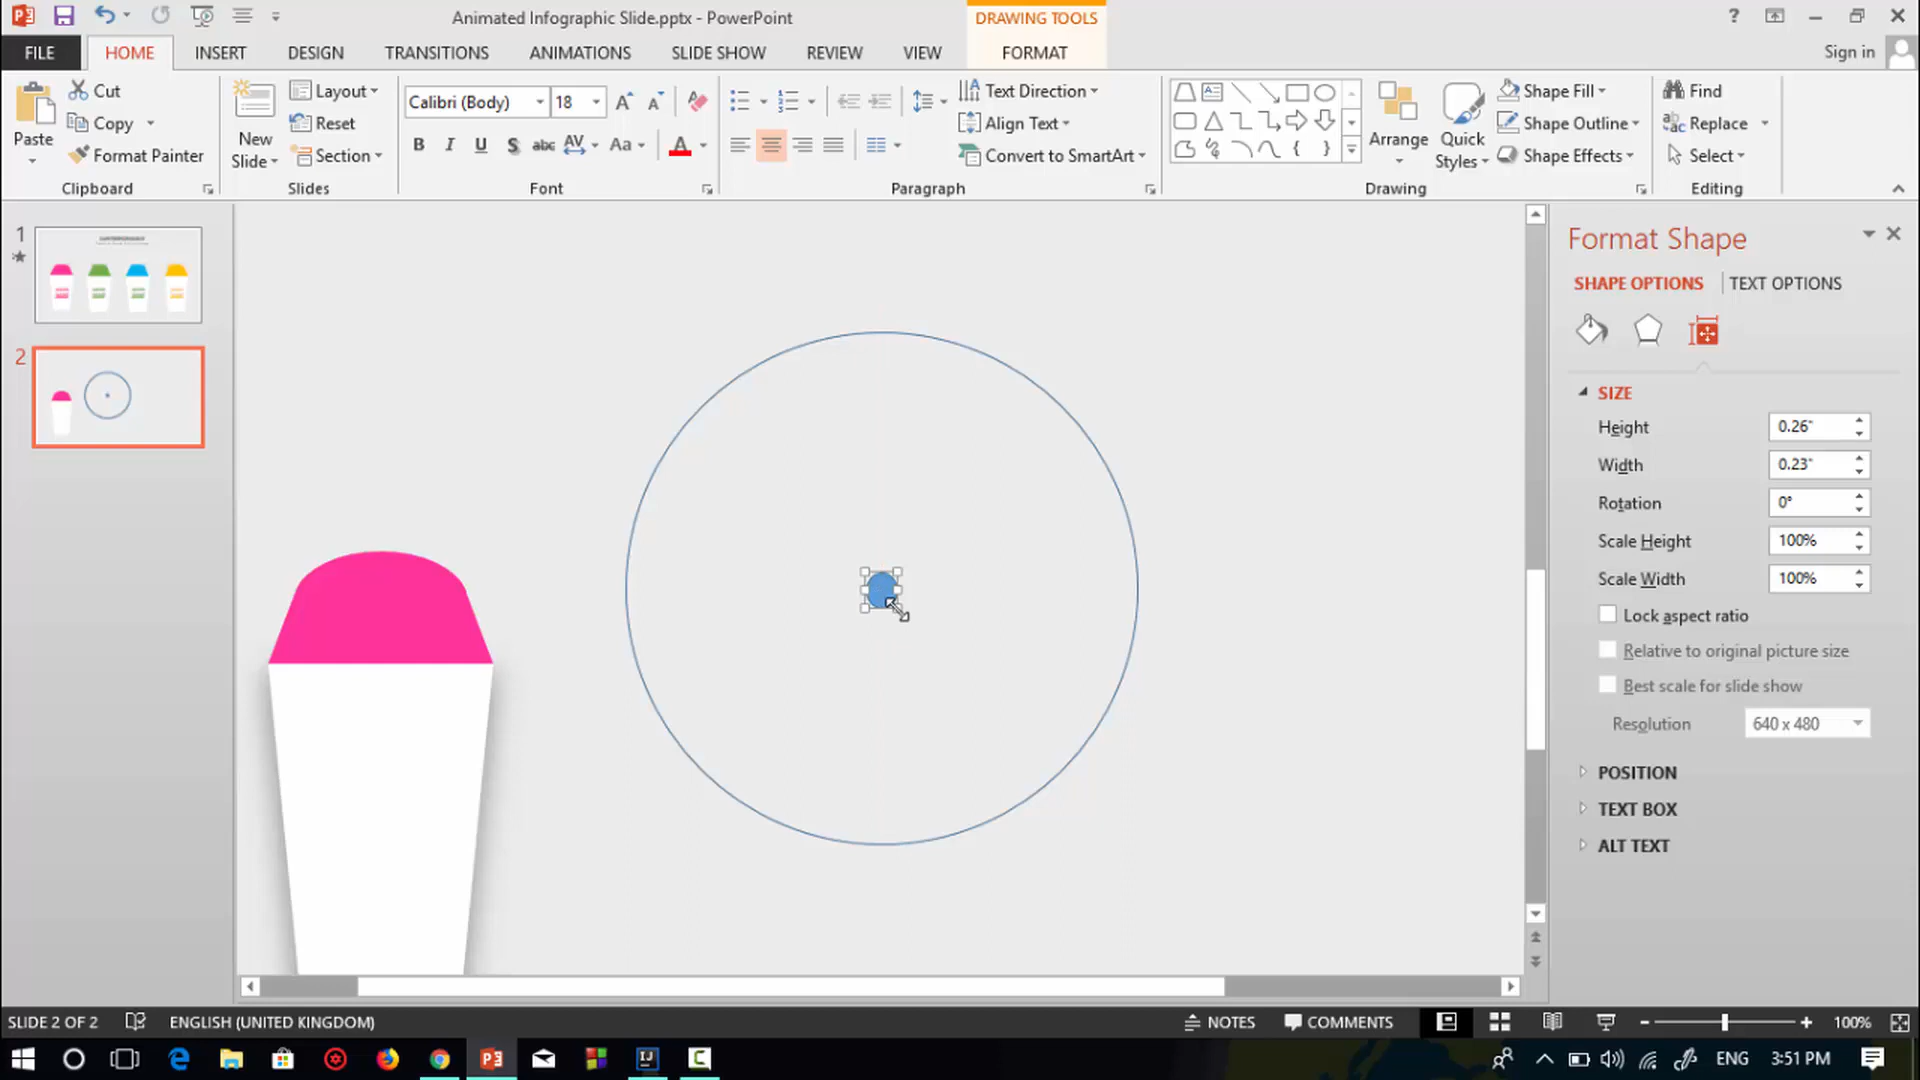 Animated Infographic Slide.pptx - PowerPoint
DRAWING TOOLS
?
FILE HOME INSERT DESIGN TRANSITIONS ANIMATIONS SLIDE SHOW REVIEW VIEW FORMAT
Sign in
Paste
Cut
Copy
Format Painter
Clipboard
New Slide
Layout
Reset
Section
Slides
Calibri (Body) 18
B I U S abc AV Aa A
Font
Text Direction
Align Text
Convert to SmartArt
Paragraph
Arrange
Quick Styles
Shape Fill
Shape Outline
Shape Effects
Drawing
Find
Replace
Select
Editing
1
2
Format Shape
SHAPE OPTIONS TEXT OPTIONS
SIZE
Height 0.26"
Width 0.23"
Rotation 0°
Scale Height 100%
Scale Width 100%
Lock aspect ratio
Relative to original picture size
Best scale for slide show
Resolution 640 x 480
POSITION
TEXT BOX
ALT TEXT
SLIDE 2 OF 2 ENGLISH (UNITED KINGDOM) NOTES COMMENTS 100%
ENG 3:51 PM